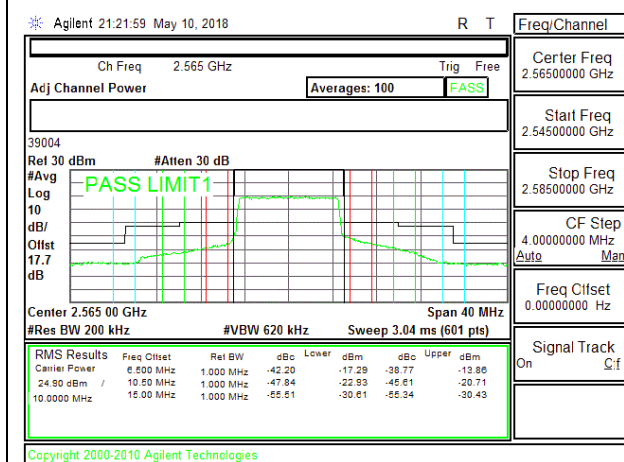 Agilent 21:21:59 May 10, 2018 R T
Ch Freq 2.565 GHz Trig Free
Adj Channel Power Averages: 100 PASS
39004
Ref 30 dBm #Atten 30 dB
#Avg
Log
10
dB/
Offst
17.7
dB
PASS LIMIT1
Center 2.565 00 GHz Span 40 MHz
#Res BW 200 kHz #VBW 620 kHz Sweep 3.04 ms (601 pts)
RMS Results Freq Offset Ref BW dBc Lower dBm dBc Upper dBm
Carrier Power 6.500 MHz 1.000 MHz -42.20 -17.29 -38.77 -13.86
24.90 dBm / 10.50 MHz 1.000 MHz -47.84 -22.93 -45.61 -20.71
10.0000 MHz 15.00 MHz 1.000 MHz -55.51 -30.61 -55.34 -30.43
Copyright 2000-2010 Agilent Technologies
Freq/Channel
Center Freq
2.56500000 GHz
Start Freq
2.54500000 GHz
Stop Freq
2.58500000 GHz
CF Step
4.00000000 MHz
Auto Man
Freq Offset
0.00000000 Hz
Signal Track
On Off